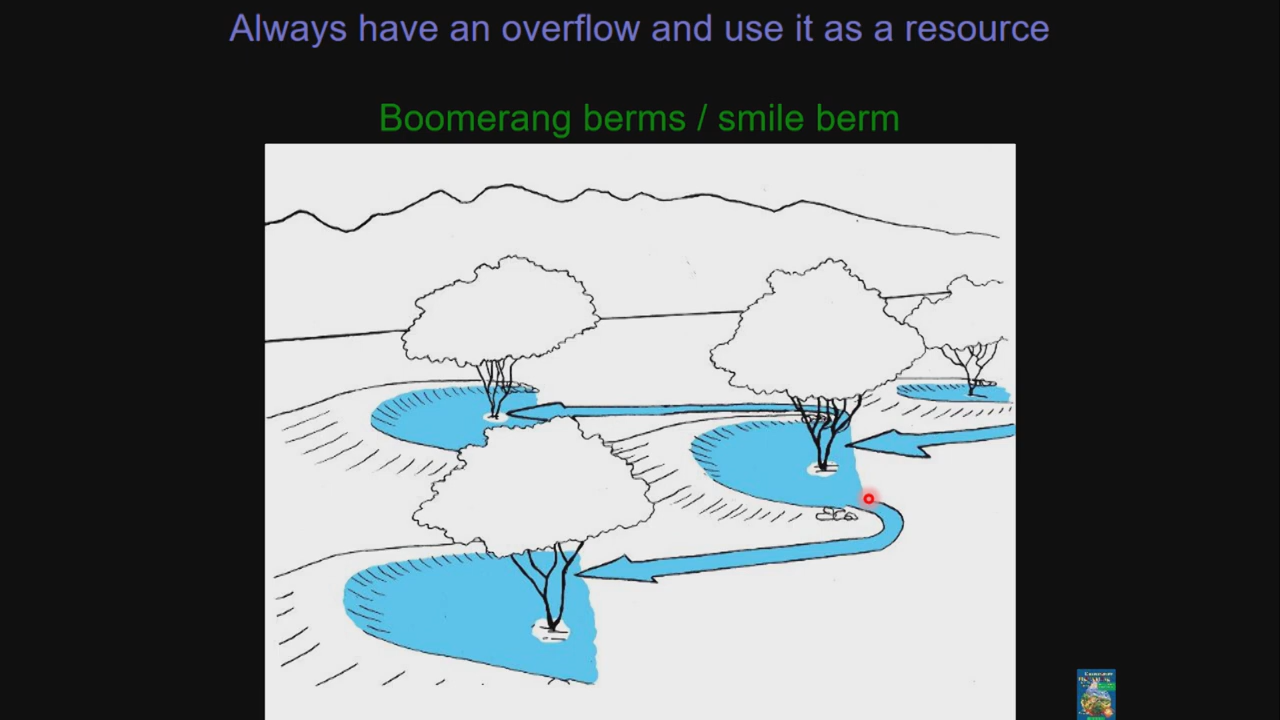 Always have an overflow and use it as a resource
Boomerang berms / smile berm